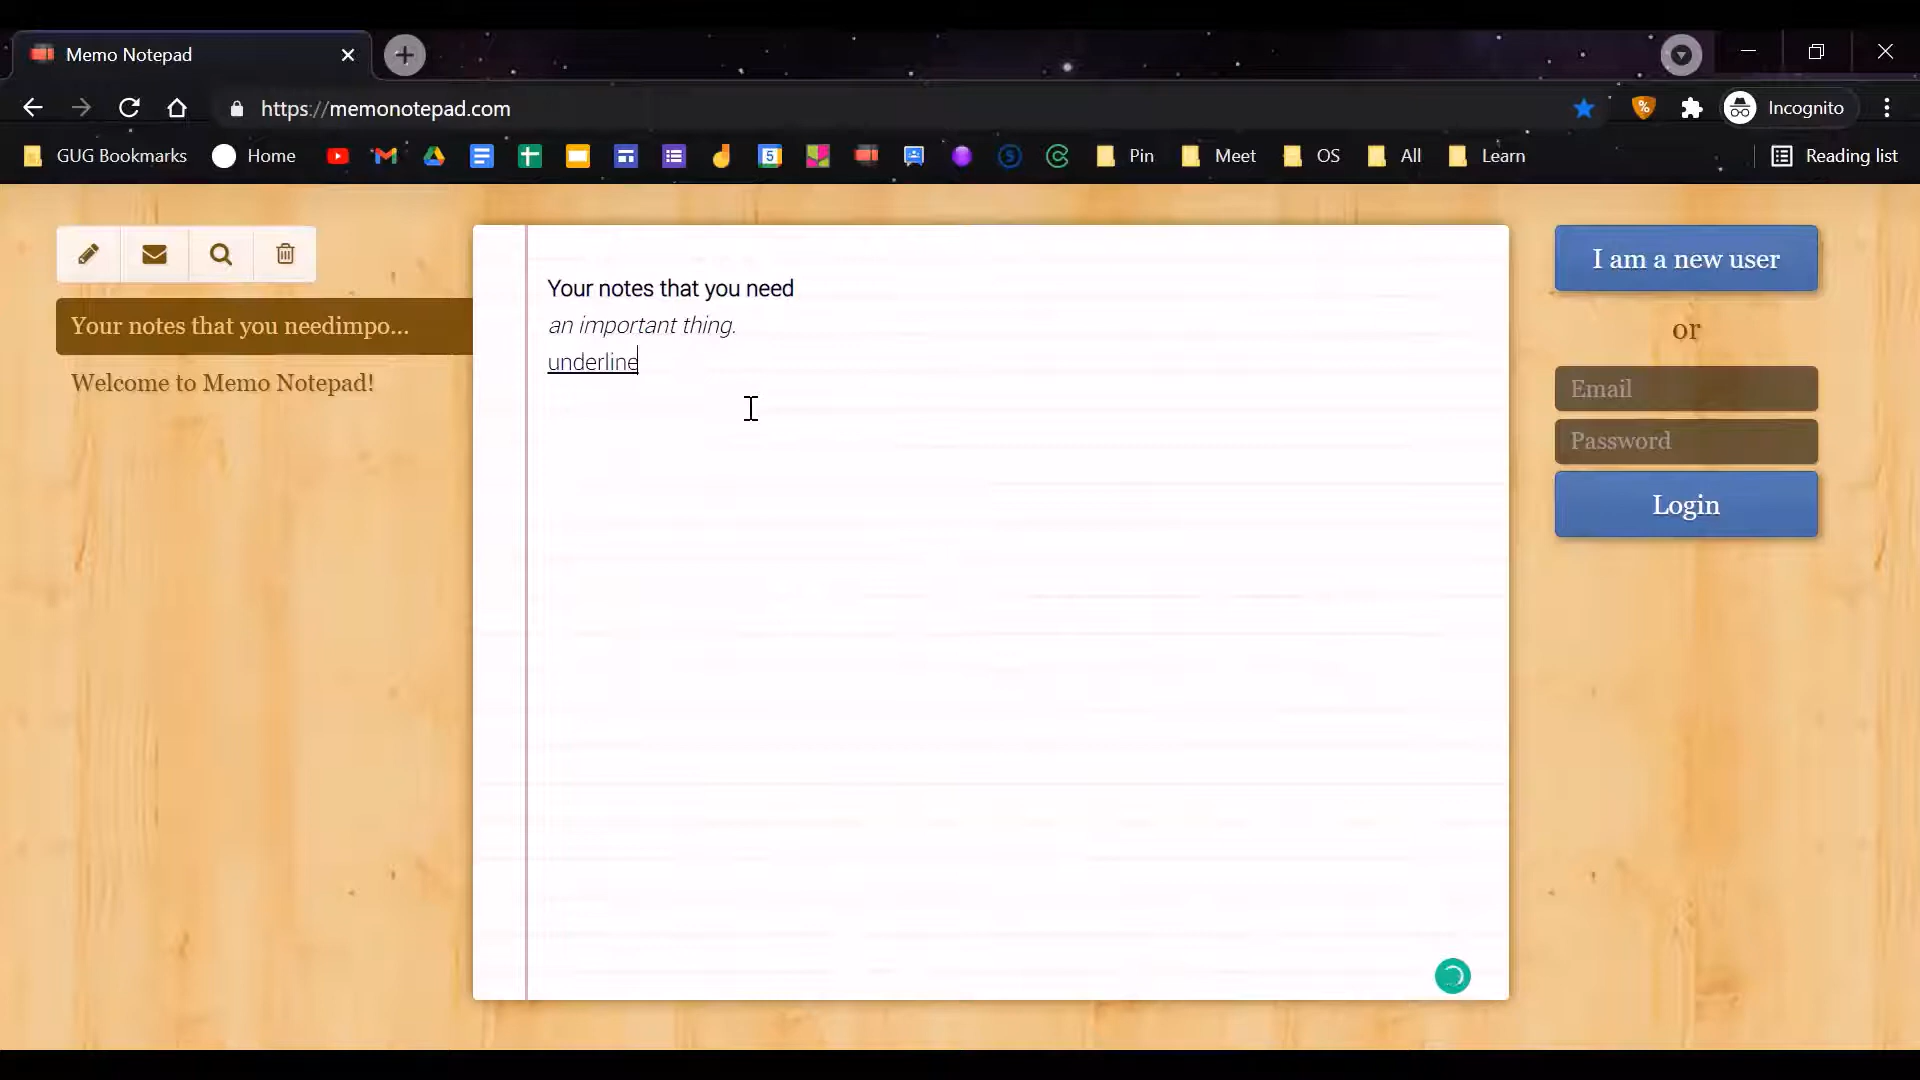 Memo Notepad
https://memonotepad.com
Incognito
GUG Bookmarks
Home
5
Pin
Meet
OS
All
Learn
Reading list
Your notes that you needimpo...
Welcome to Memo Notepad!
Your notes that you need
an important thing.
underline
I am a new user
or
Email
Password
Login